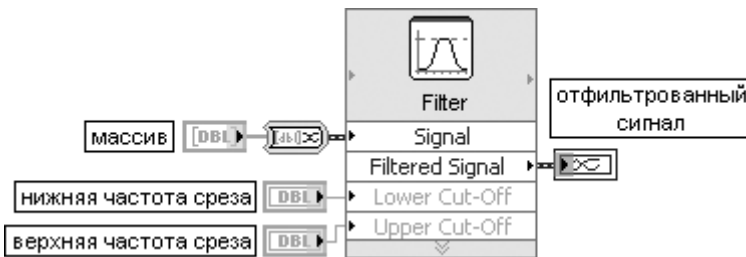 Filter
отфильтрованный
сигнал
массив
[DBL]
[dbl]
Signal
Filtered Signal
нижняя частота среза
DBL
Lower Cut-Off
верхняя частота среза
DBL
Upper Cut-Off